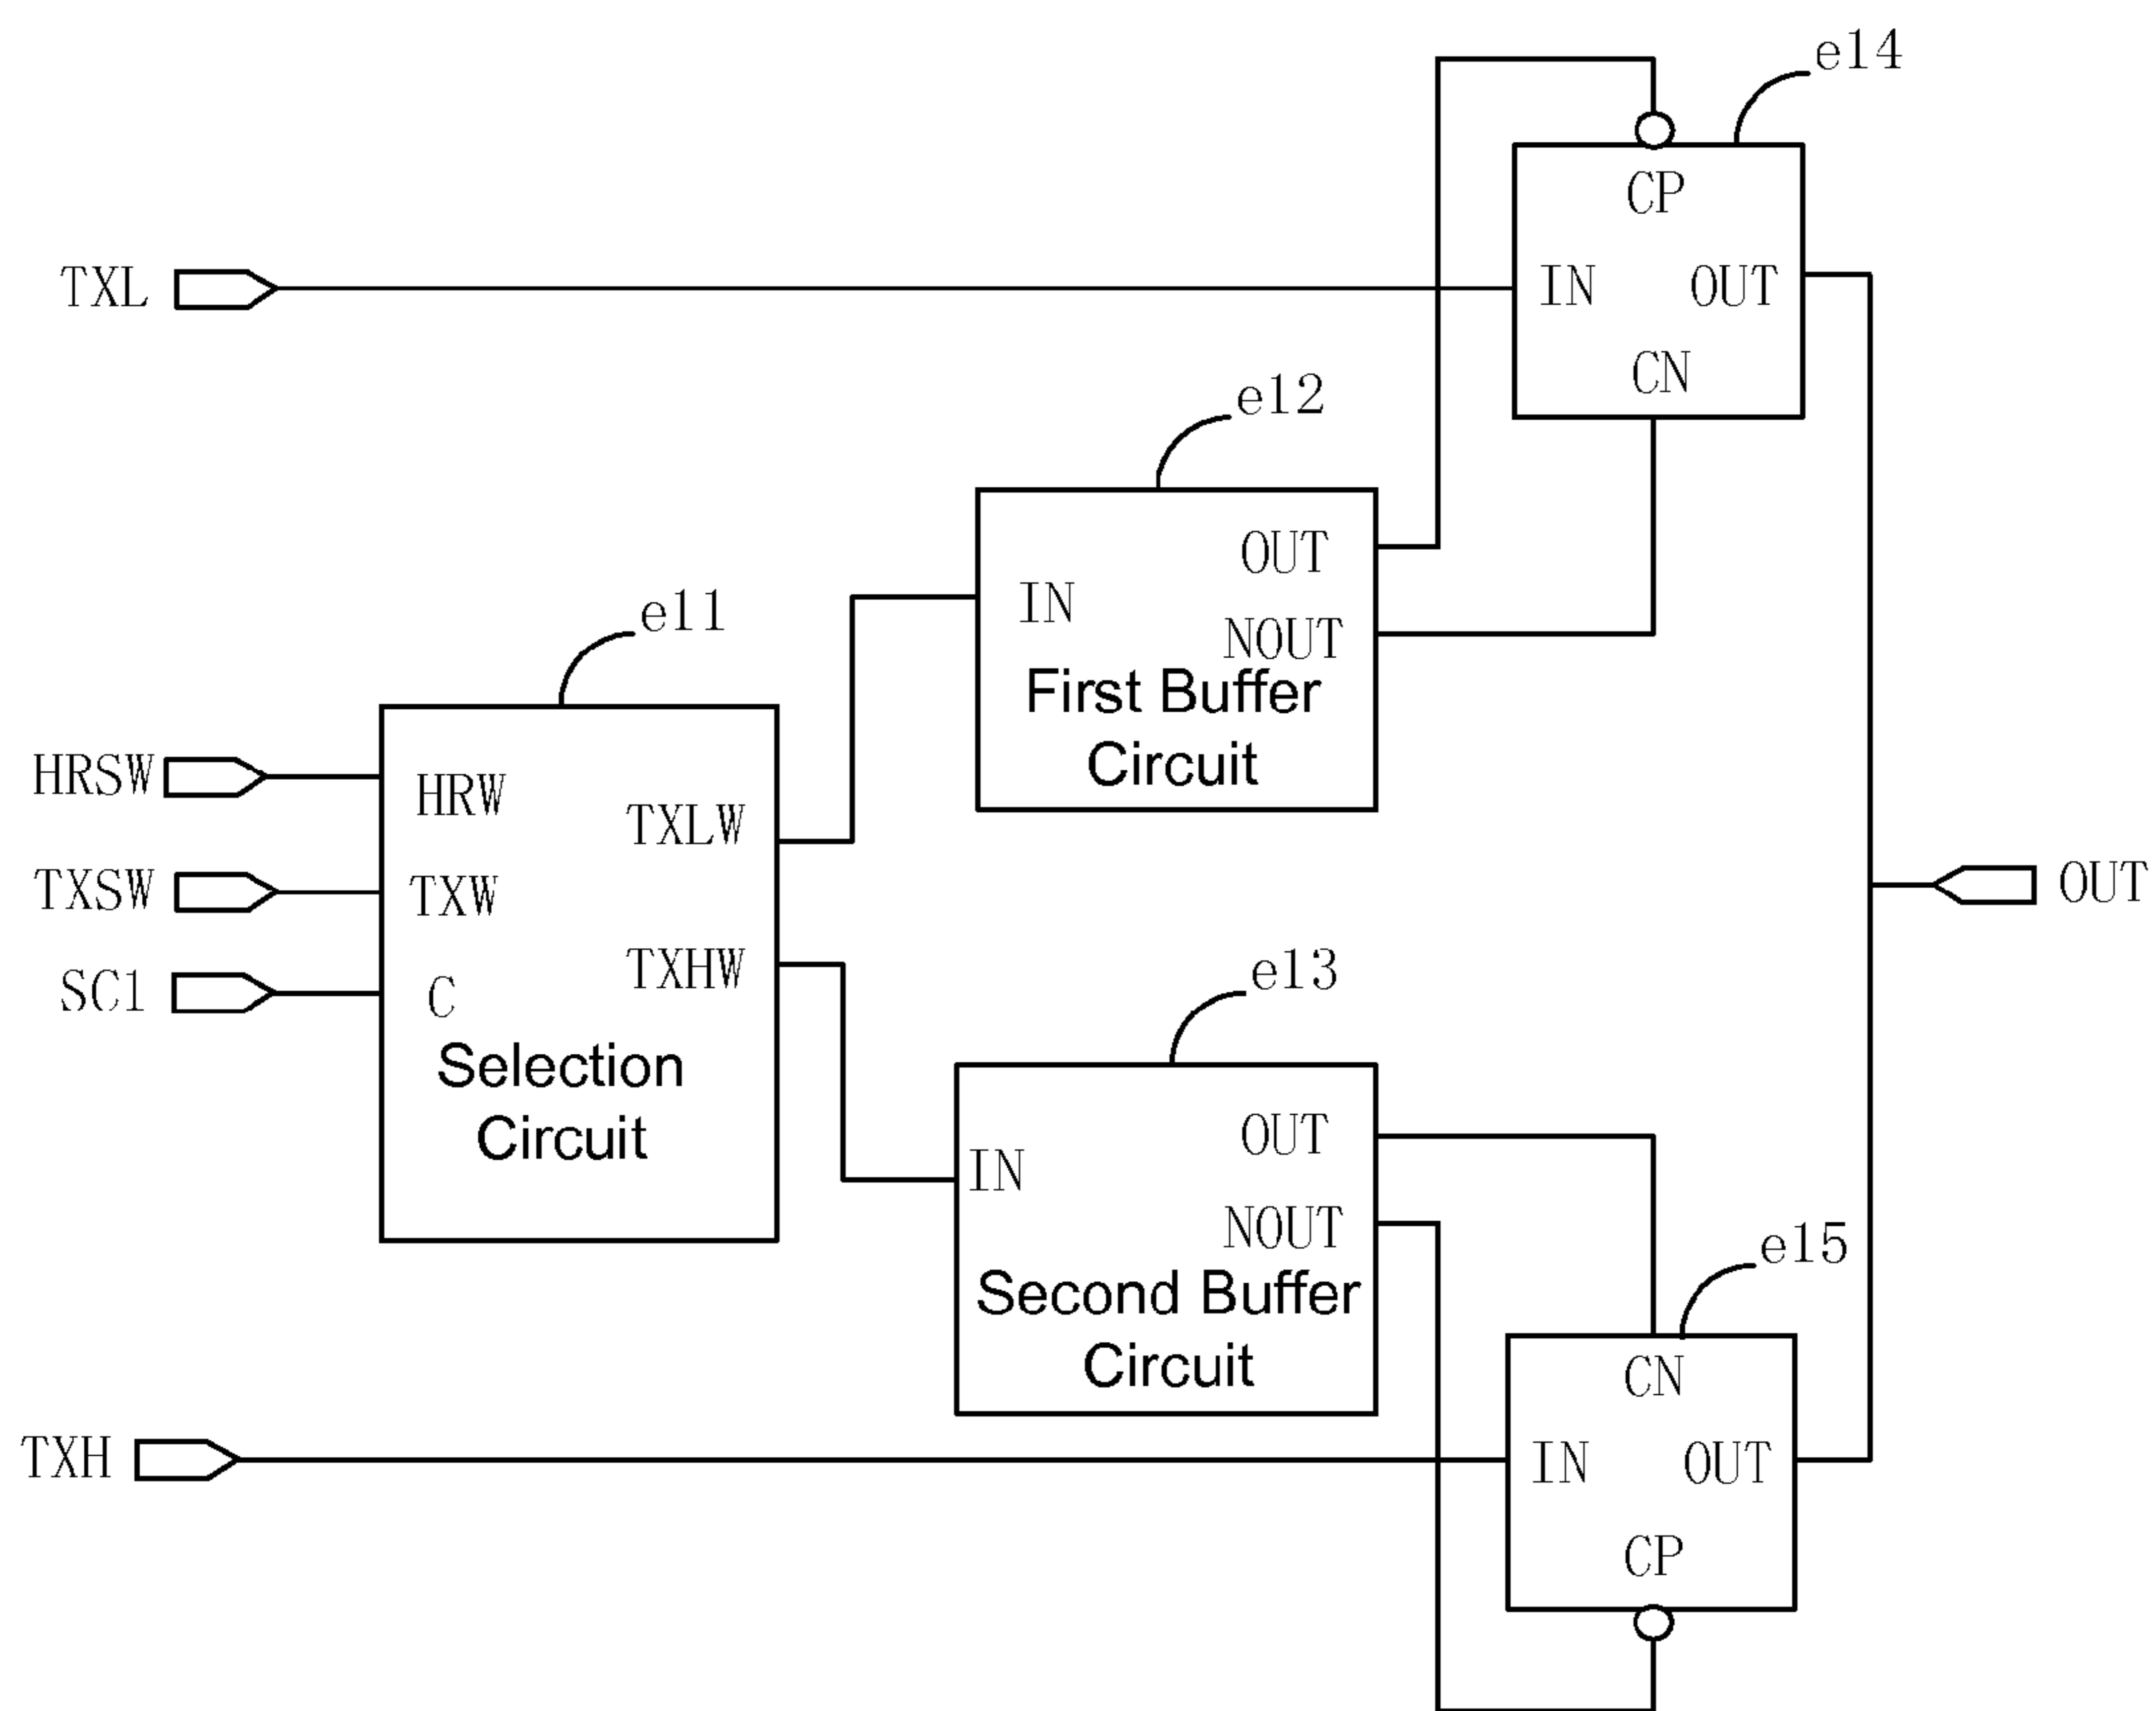 e14
CP
TXL
IN
OUT
CN
e12
OUT
IN
NOUT
First Buffer
Circuit
e11
HRSW
HRW
TXLW
TXSW
TXW
OUT
TXHW
SC1
C
Selection
Circuit
e13
OUT
IN
NOUT
Second Buffer
Circuit
e15
CN
TXH
IN
OUT
CP